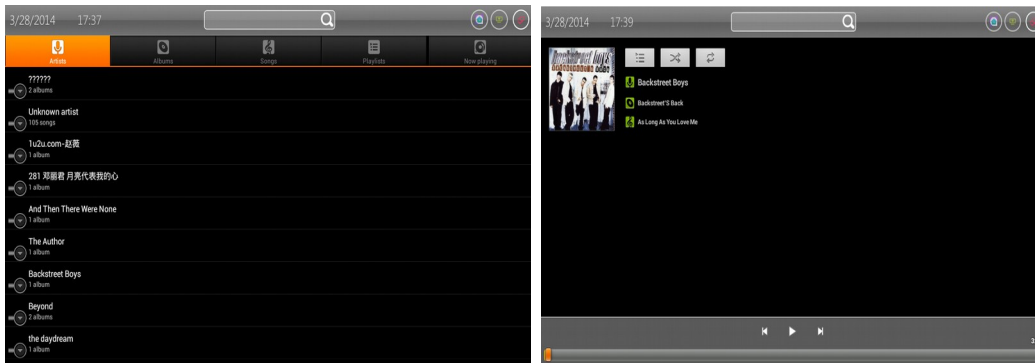 3/28/2014 17:37
Artists Albums Songs Playlists Now playing
??????
2 albums
Unknown artist
105 songs
1u2u.com-赵薇
1 album
281 邓丽君 月亮代表我的心
1 album
And Then There Were None
1 album
The Author
1 album
Backstreet Boys
1 album
Beyond
2 albums
the daydream
1 album
3/28/2014 17:39
backstreet boys
Backstreet Boys
Backstreet'S Back
As Long As You Love Me